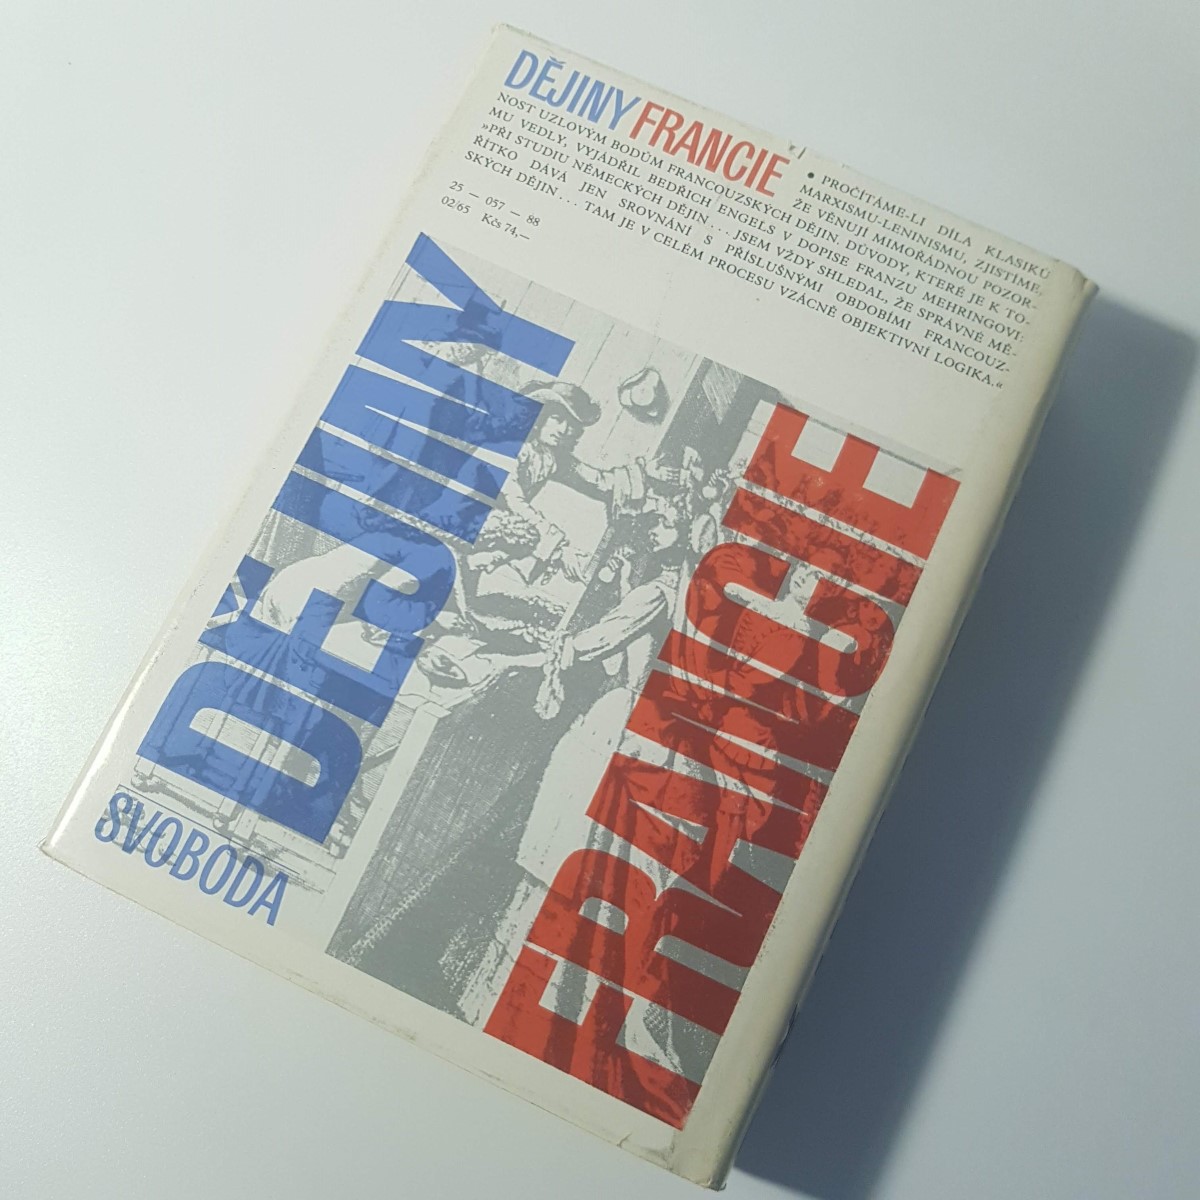 DĚJINY FRANCIE
• PROČÍTÁME-LI DÍLA KLASIKŮ
MARXISMU-LENINISMU, ZJISTÍME,
ŽE VĚNUJÍ MIMOŘÁDNOU POZOR-
NOST UZLOVÝM BODŮM FRANCOUZSKÝCH DĚJIN. DŮVODY, KTERÉ JE K TO-
MU VEDLY, VYJÁDŘIL BEDŘICH ENGELS V DOPISE FRANZU MEHRINGOVI:
»PŘI STUDIU NĚMECKÝCH DĚJIN... JSEM VŽDY SHLEDAL, ŽE SPRÁVNÉ MĚ-
ŘÍTKO DÁVÁ JEN SROVNÁNÍ S PŘÍSLUŠNÝMI OBDOBÍMI FRANCOUZ-
SKÝCH DĚJIN... TAM JE V CELÉM PROCESU VZÁCNÉ OBJEKTIVNÍ LOGIKA.«
25 — 057 — 88
02/65 Kčs 74,—
DĚJINY
FRANCIE
SVOBODA